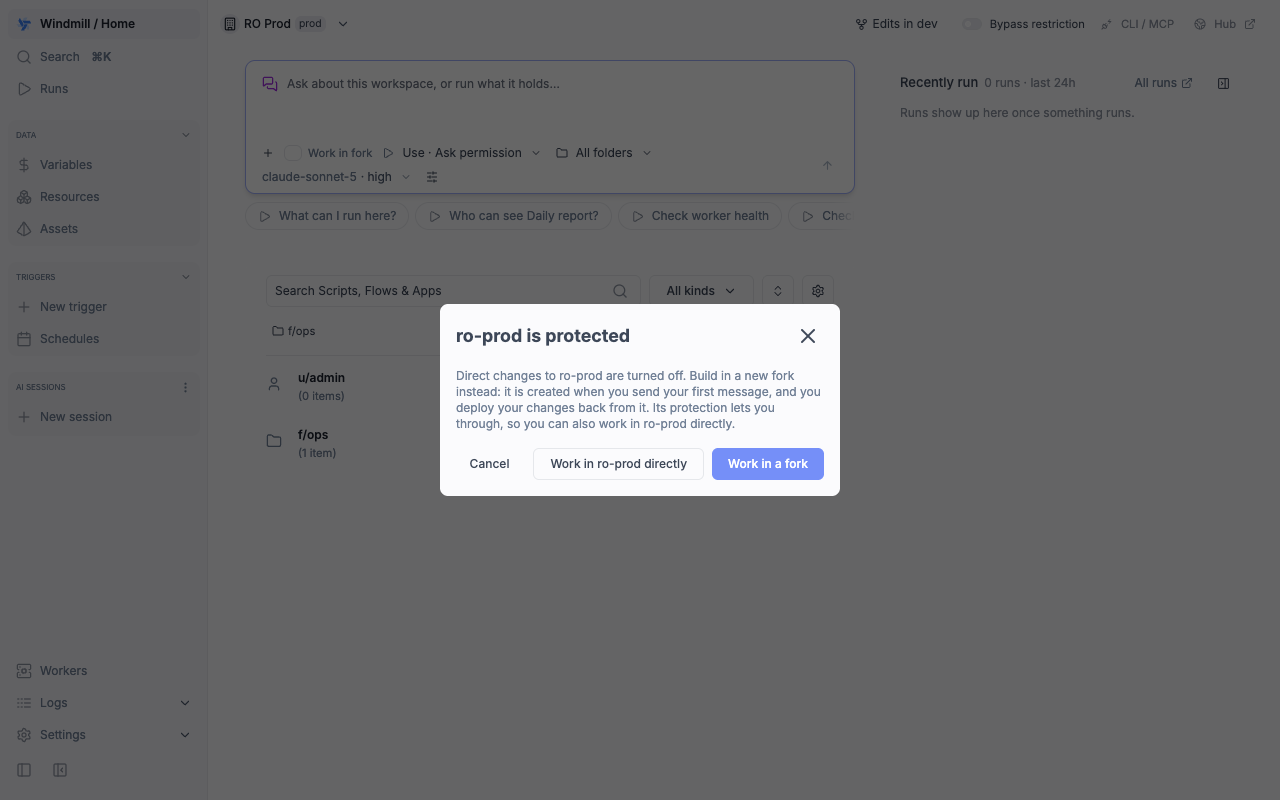 Windmill / Home
Search ⌘K
Runs
DATA
Variables
Resources
Assets
TRIGGERS
New trigger
Schedules
AI SESSIONS
New session
Workers
Logs
Settings
RO Prod prod
Edits in dev
Bypass restriction
CLI / MCP
Hub
Ask about this workspace, or run what it holds...
Work in fork
Use · Ask permission
All folders
claude-sonnet-5 · high
What can I run here?
Who can see Daily report?
Check worker health
Chec
Recently run 0 runs · last 24h
All runs
Runs show up here once something runs.
Search Scripts, Flows & Apps
All kinds
f/ops
u/admin
(0 items)
f/ops
(1 item)
ro-prod is protected
Direct changes to ro-prod are turned off. Build in a new fork
instead: it is created when you send your first message, and you
deploy your changes back from it. Its protection lets you
through, so you can also work in ro-prod directly.
Cancel
Work in ro-prod directly
Work in a fork